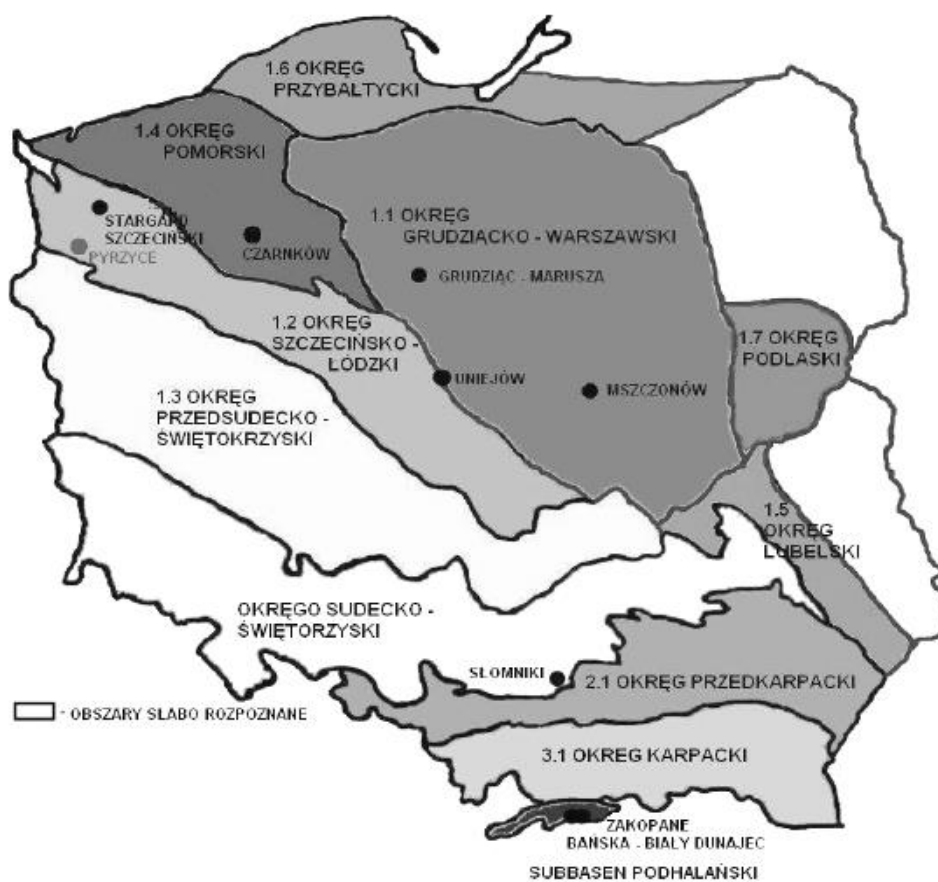 1.6 OKRĘG
PRZYBAŁTYCKI
1.4 OKRĘG
POMORSKI
1.1 OKRĘG
GRUDZIĄCKO - WARSZAWSKI
STARGARD
SZCZECIŃSKI
PYRZYCE
CZARNKÓW
GRUDZIĄC - MARUSZA
1.2 OKRĘG
SZCZECIŃSKO -
ŁÓDZKI
1.7 OKRĘG
PODLASKI
UNIEJÓW
MSZCZONÓW
1.3 OKRĘG
PRZEDSUDECKO -
ŚWIĘTOKRZYSKI
1.5
OKRĘG
LUBELSKI
OKRĘGO SUDECKO -
ŚWIĘTORZYSKI
SŁOMNIKI
2.1 OKRĘG PRZEDKARPACKI
- OBSZARY SŁABO ROZPOZNANE
3.1 OKREG KARPACKI
ZAKOPANE
BAŃSKA - BIAŁY DUNAJEC
SUBBASEN PODHALAŃSKI